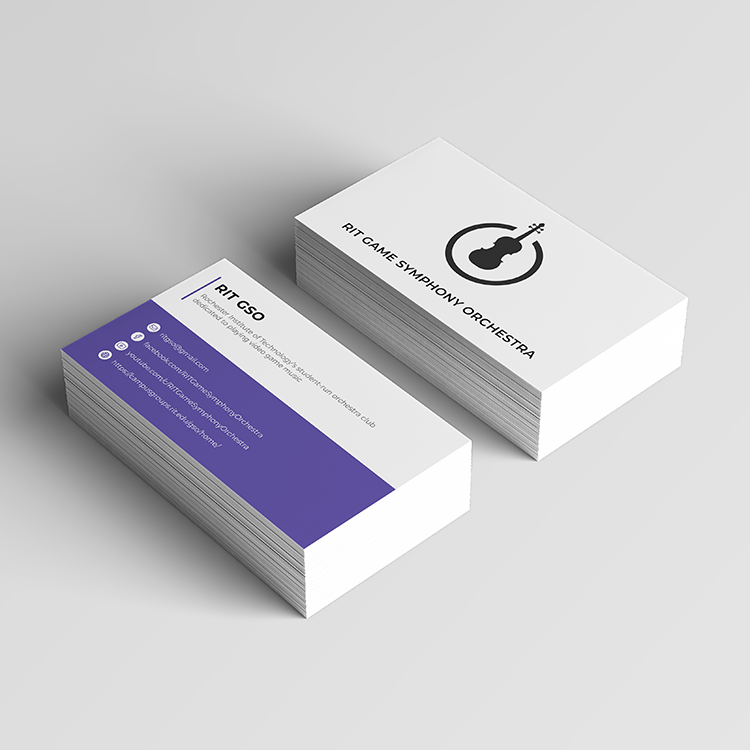 RIT GAME SYMPHONY ORCHESTRA
RIT GSO
Rochester Institute of Technology's student-run orchestra club
dedicated to playing video game music
ritgso@gmail.com
facebook.com/RITGameSymphonyOrchestra
youtube.com/c/RITGameSymphonyOrchestra
https://campusgroups.rit.edu/gso/home/